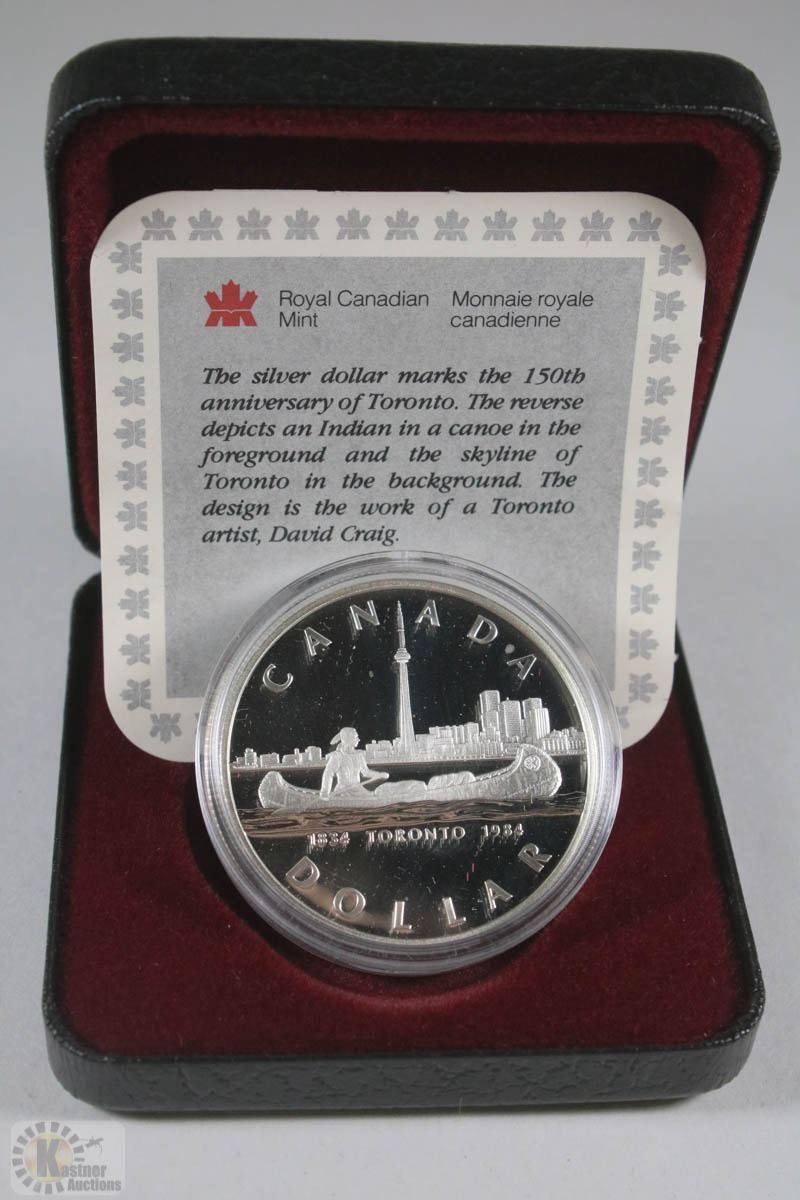 Royal Canadian Mint
Monnaie royale canadienne
The silver dollar marks the 150th
anniversary of Toronto. The reverse
depicts an Indian in a canoe in the
foreground and the skyline of
Toronto in the background. The
design is the work of a Toronto
artist, David Craig.
CANADA
1834 TORONTO 1984
DOLLAR
Kastner
Auctions